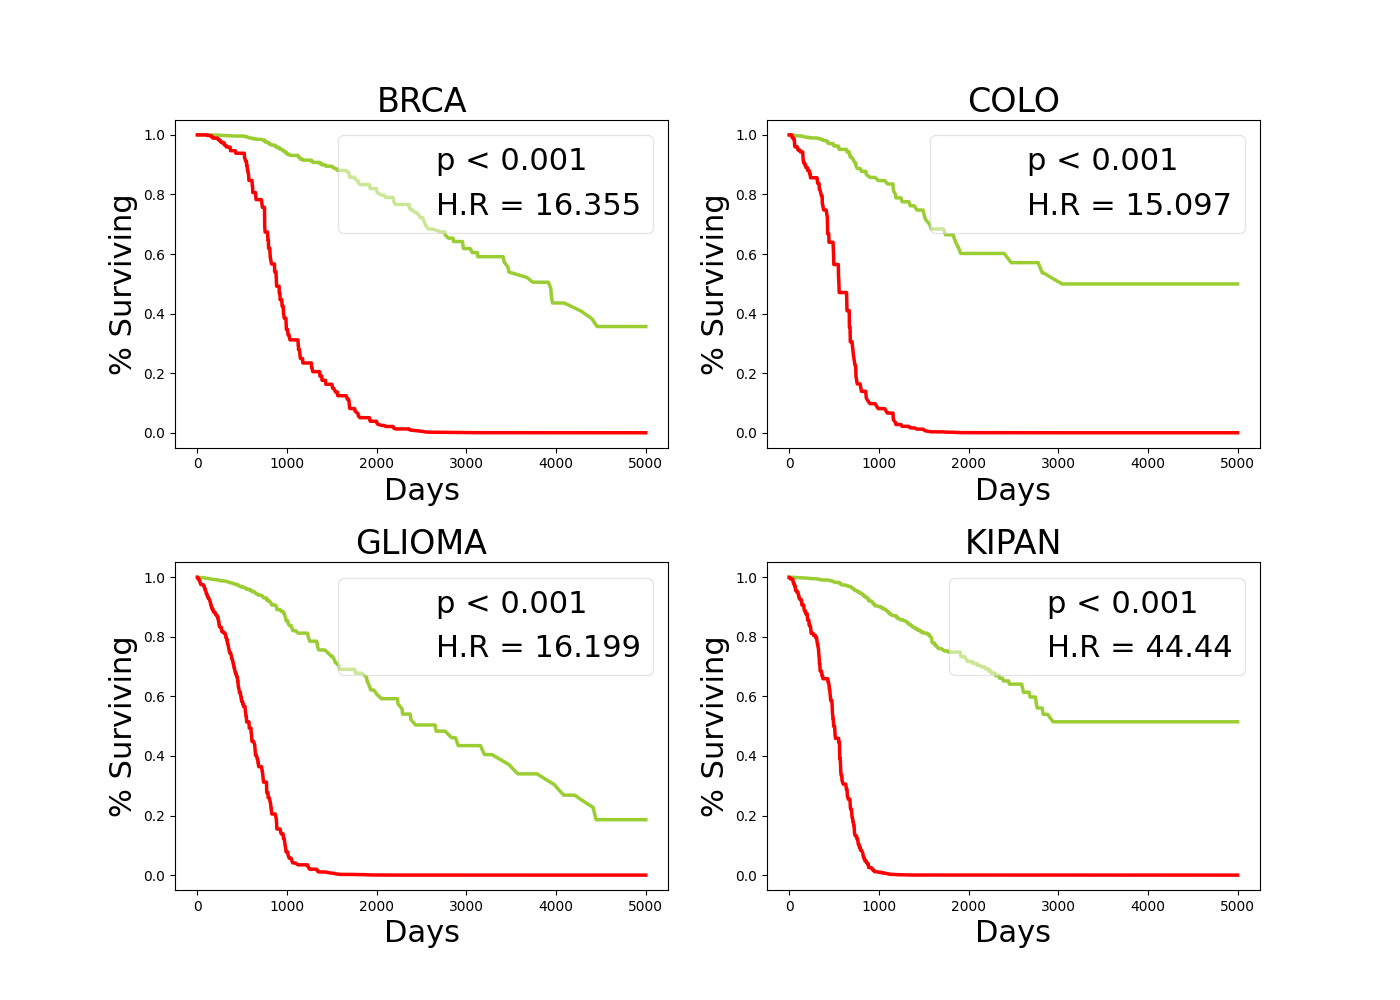 BRCA
% Surviving
1.0
0.8
0.6
0.4
0.2
0.0
p < 0.001
H.R = 16.355
0 1000 2000 3000 4000 5000
Days
COLO
% Surviving
1.0
0.8
0.6
0.4
0.2
0.0
p < 0.001
H.R = 15.097
0 1000 2000 3000 4000 5000
Days
GLIOMA
% Surviving
1.0
0.8
0.6
0.4
0.2
0.0
p < 0.001
H.R = 16.199
0 1000 2000 3000 4000 5000
Days
KIPAN
% Surviving
1.0
0.8
0.6
0.4
0.2
0.0
p < 0.001
H.R = 44.44
0 1000 2000 3000 4000 5000
Days